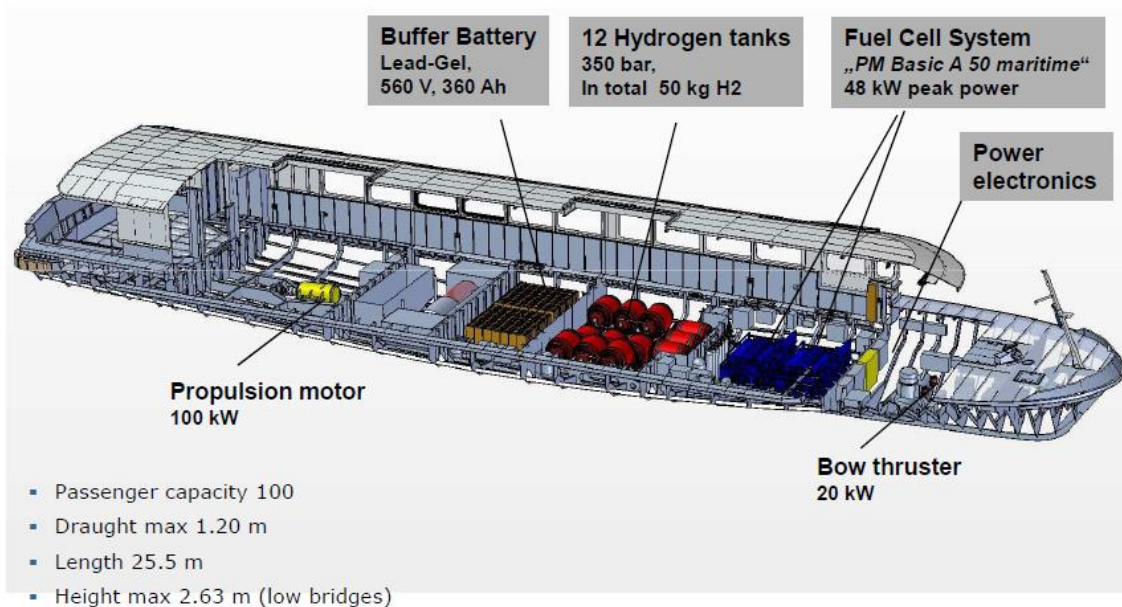 Buffer Battery
Lead-Gel,
560 V, 360 Ah
12 Hydrogen tanks
350 bar,
In total 50 kg H2
Fuel Cell System
„PM Basic A 50 maritime“
48 kW peak power
Power
electronics
Propulsion motor
100 kW
Bow thruster
20 kW
▪ Passenger capacity 100
▪ Draught max 1.20 m
▪ Length 25.5 m
▪ Height max 2.63 m (low bridges)